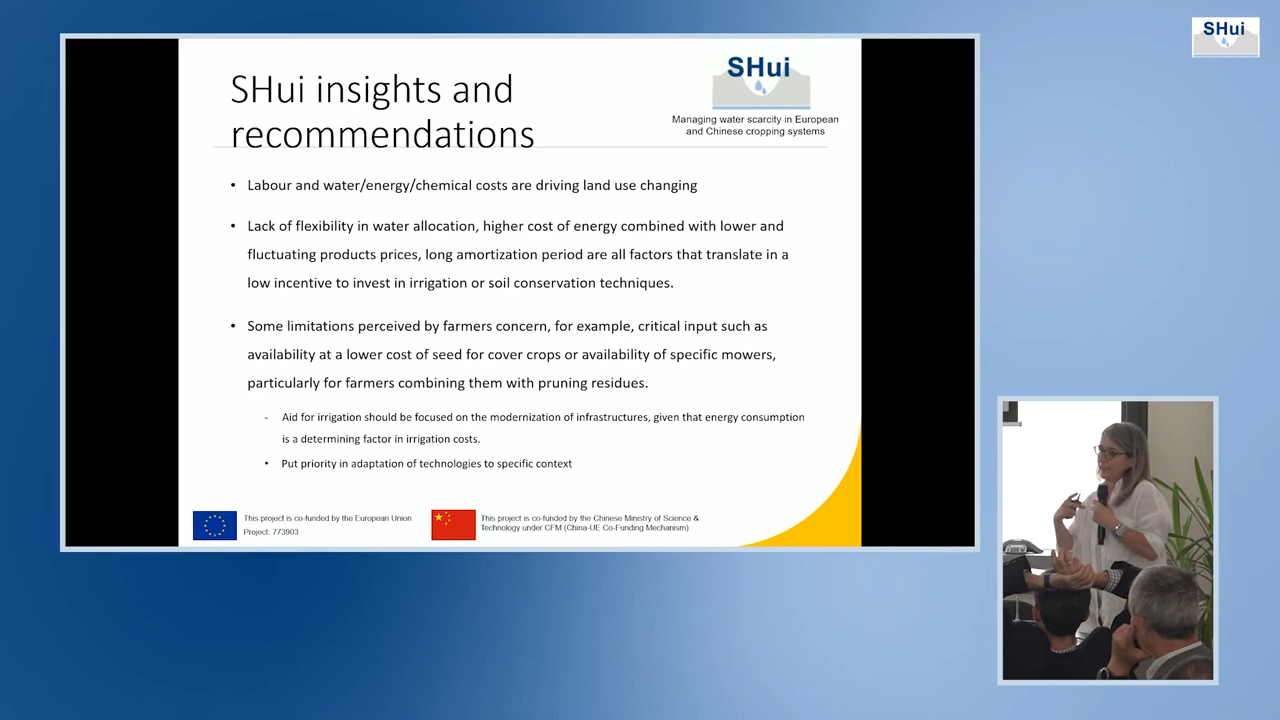 SHui
SHui insights and
recommendations
SHui
Managing water scarcity in European
and Chinese cropping systems
• Labour and water/energy/chemical costs are driving land use changing
• Lack of flexibility in water allocation, higher cost of energy combined with lower and
fluctuating products prices, long amortization period are all factors that translate in a
low incentive to invest in irrigation or soil conservation techniques.
• Some limitations perceived by farmers concern, for example, critical input such as
availability at a lower cost of seed for cover crops or availability of specific mowers,
particularly for farmers combining them with pruning residues.
- Aid for irrigation should be focused on the modernization of infrastructures, given that energy consumption
is a determining factor in irrigation costs.
• Put priority in adaptation of technologies to specific context
This project is co-funded by the European Union
Project: 773903
This project is co-funded by the Chinese Ministry of Science &
Technology under CFM (China-UE Co-Funding Mechanism)